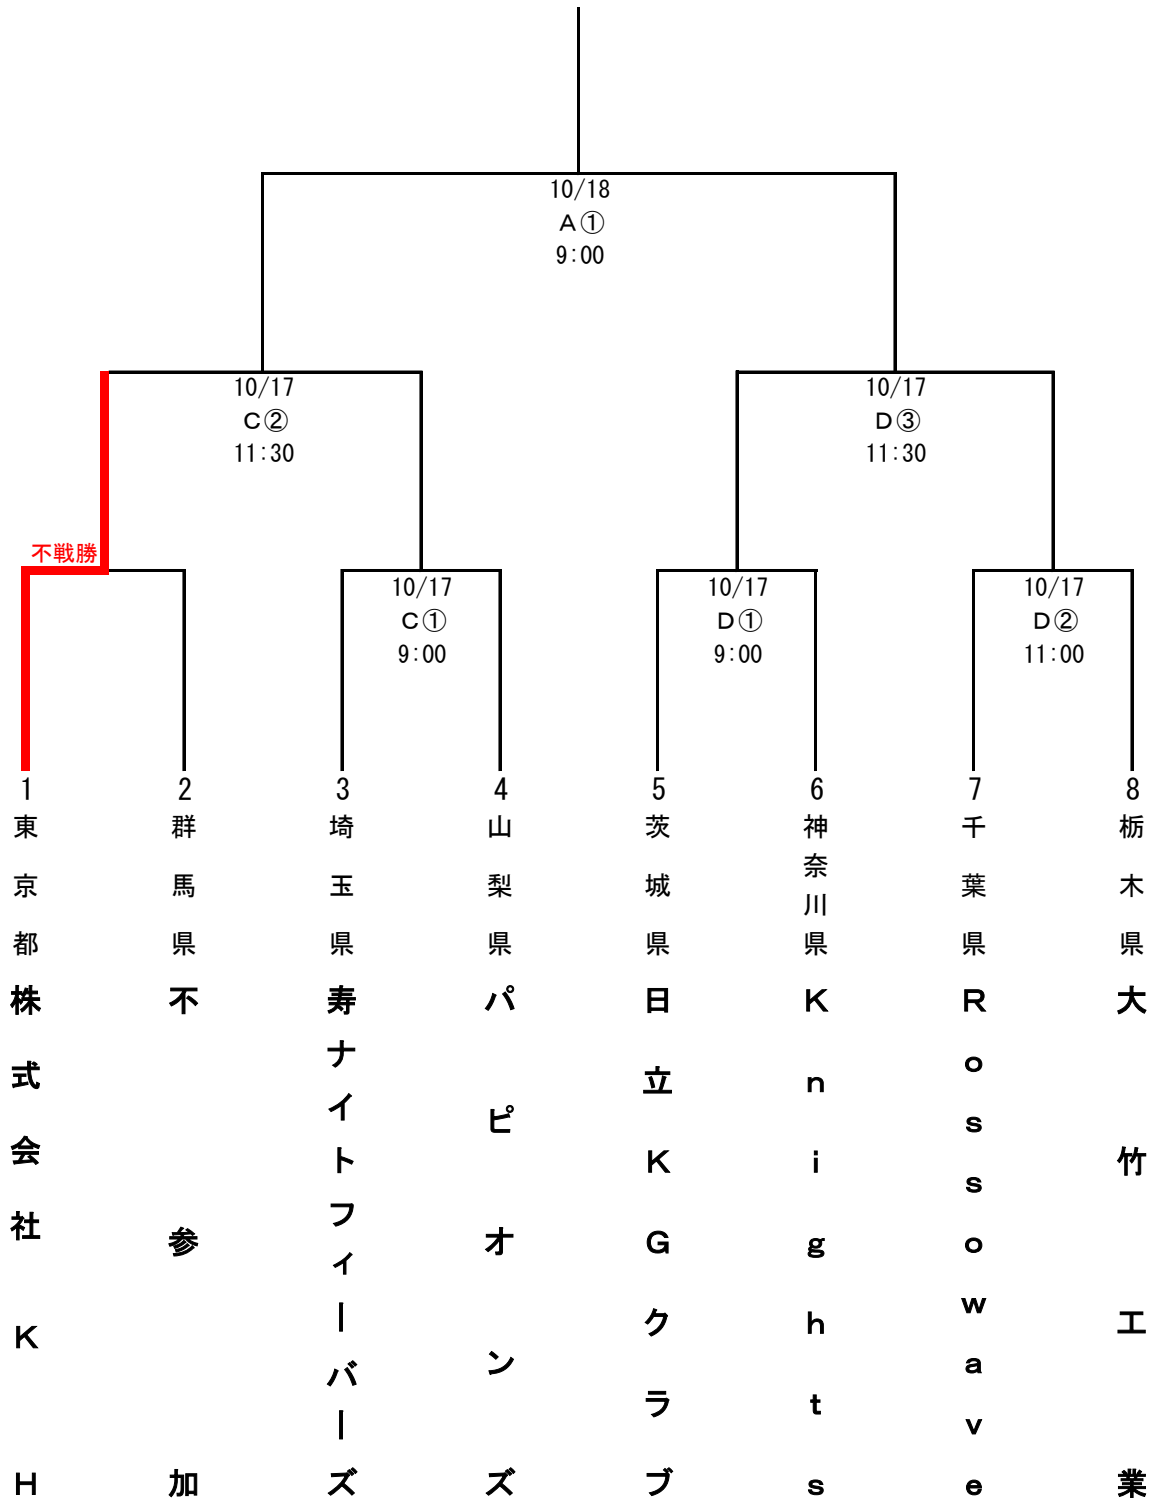 10/18
A①
9:00
10/17
C②
11:30
10/17
D③
11:30
不戦勝
10/17
C①
9:00
10/17
D①
9:00
10/17
D②
11:00
1
東京都
株式会社KH
2
群馬県
不参加
3
埼玉県
寿ナイトフィーバーズ
4
山梨県
パピオンズ
5
茨城県
日立KGクラブ
6
神奈川県
Knights
7
千葉県
Rossowave
8
栃木県
大竹工業